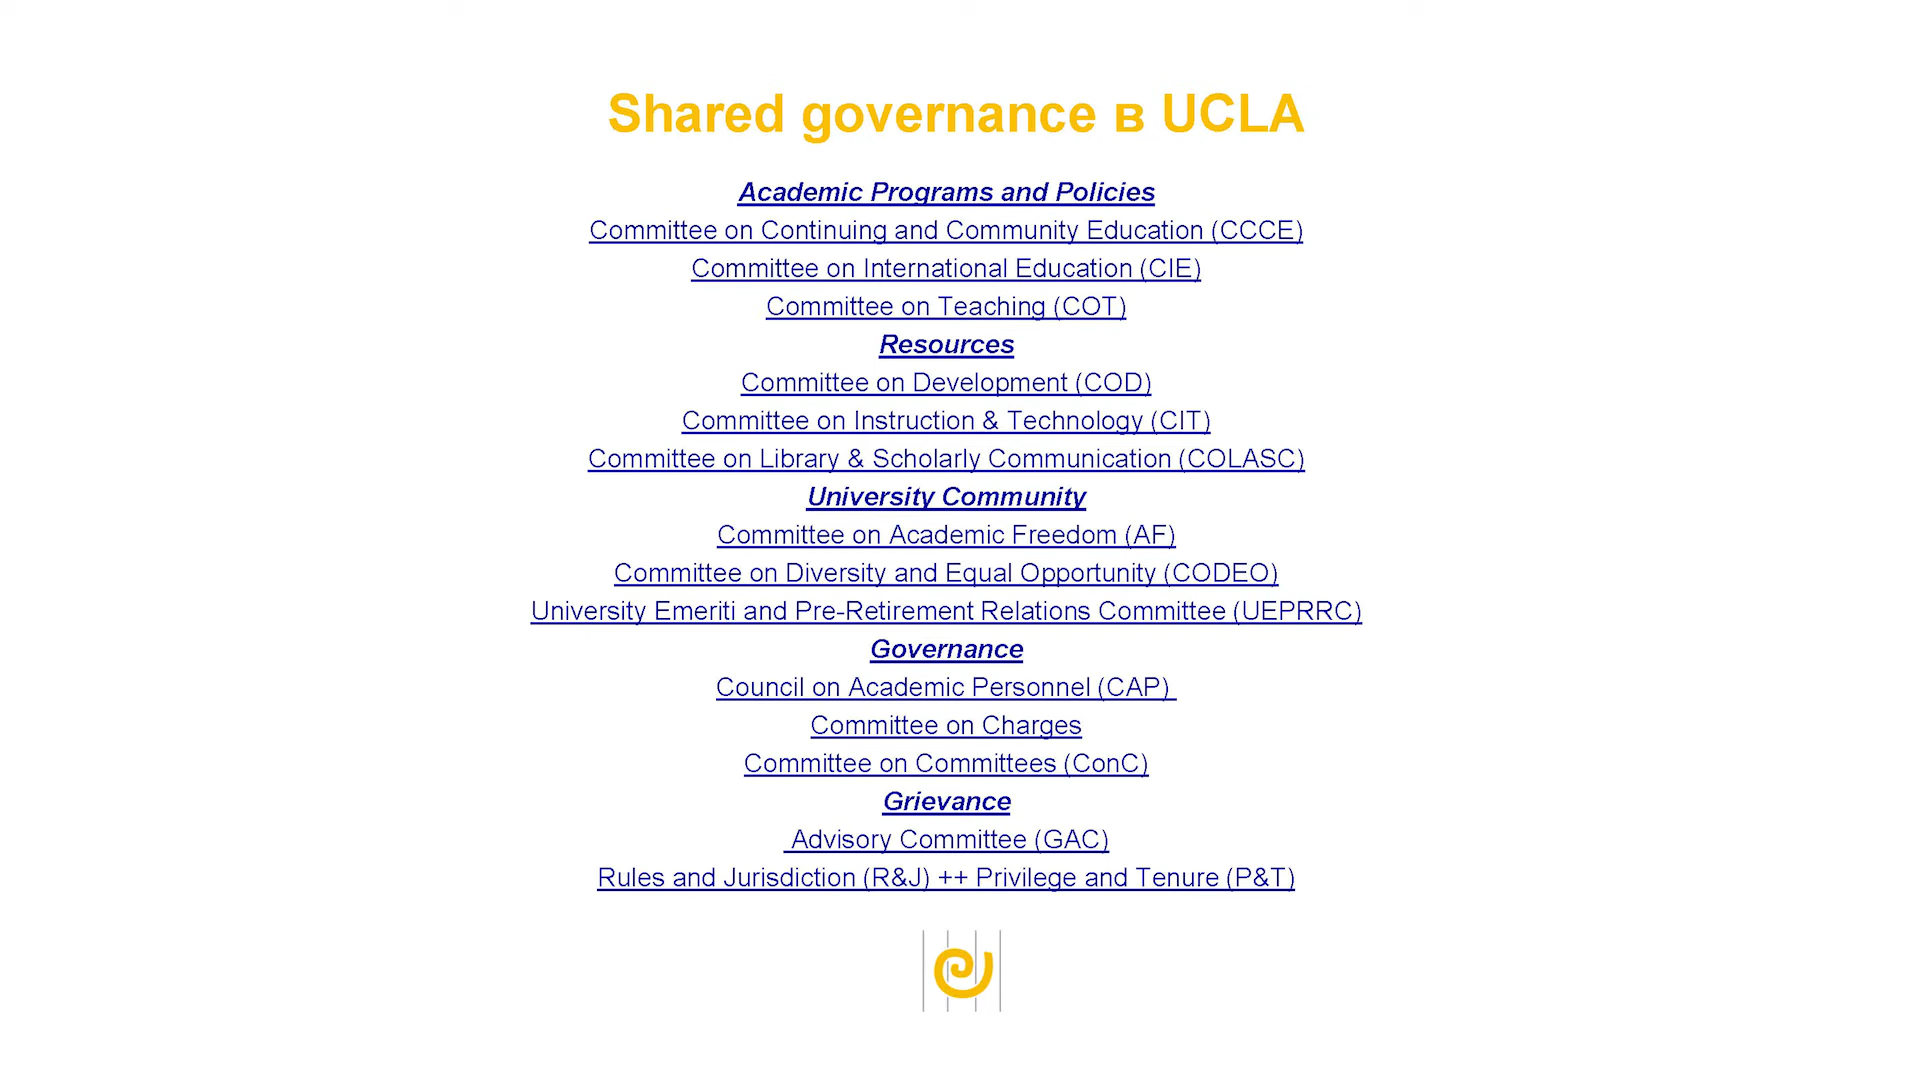 Shared governance в UCLA
Academic Programs and Policies
Committee on Continuing and Community Education (CCCE)
Committee on International Education (CIE)
Committee on Teaching (COT)
Resources
Committee on Development (COD)
Committee on Instruction & Technology (CIT)
Committee on Library & Scholarly Communication (COLASC)
University Community
Committee on Academic Freedom (AF)
Committee on Diversity and Equal Opportunity (CODEO)
University Emeriti and Pre-Retirement Relations Committee (UEPRRC)
Governance
Council on Academic Personnel (CAP)
Committee on Charges
Committee on Committees (ConC)
Grievance
Advisory Committee (GAC)
Rules and Jurisdiction (R&J) ++ Privilege and Tenure (P&T)